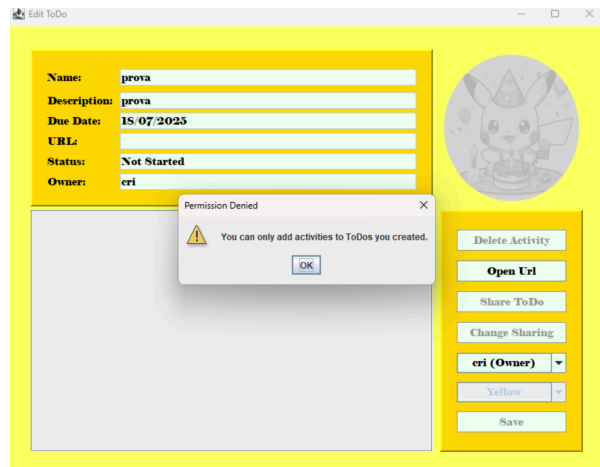 Edit ToDo
Name: prova
Description: prova
Due Date: 18/07/2025
URL:
Status: Not Started
Owner: cri
Permission Denied
You can only add activities to ToDos you created.
OK
Delete Activity
Open Url
Share ToDo
Change Sharing
cri (Owner)
Yellow
Save